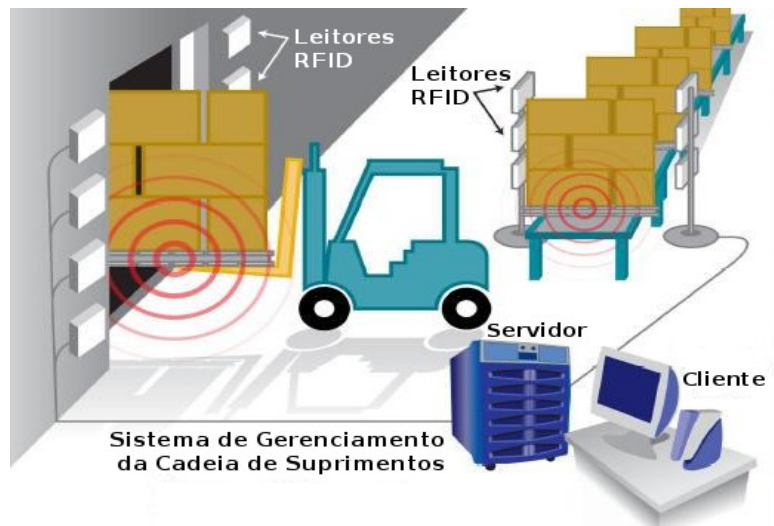 Leitores
RFID
Leitores
RFID
Servidor
Cliente
Sistema de Gerenciamento
da Cadeia de Suprimentos